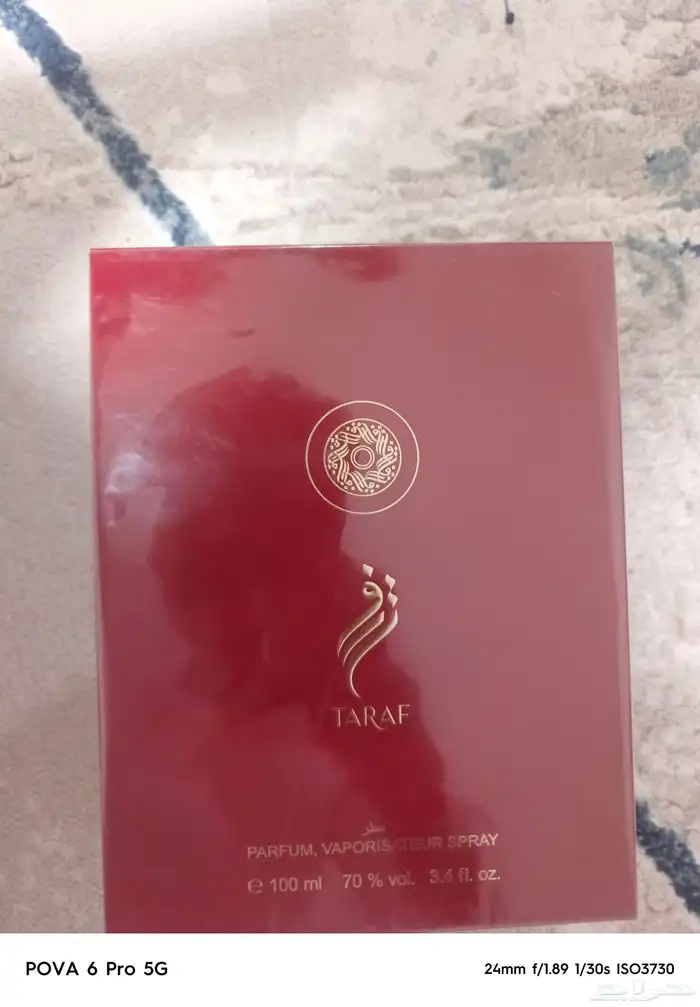 ترف
TARAF
عطر
PARFUM, VAPORISATEUR SPRAY
℮ 100 ml 70 % vol. 3.4 fl. oz.
POVA 6 Pro 5G
24mm f/1.89 1/30s ISO3730
حراج